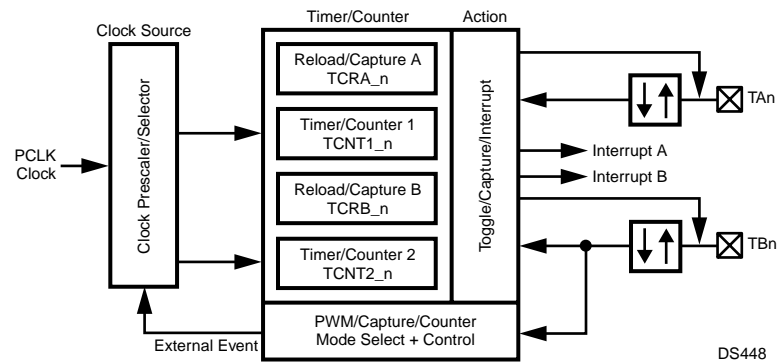 Timer/Counter
Action
Clock Source
Reload/Capture A
TCRA_n
TAn
Timer/Counter 1
TCNT1_n
PCLK
Clock
Clock Prescaler/Selector
Toggle/Capture/Interrupt
Interrupt A
Interrupt B
Reload/Capture B
TCRB_n
Timer/Counter 2
TCNT2_n
TBn
PWM/Capture/Counter
Mode Select + Control
External Event
DS448